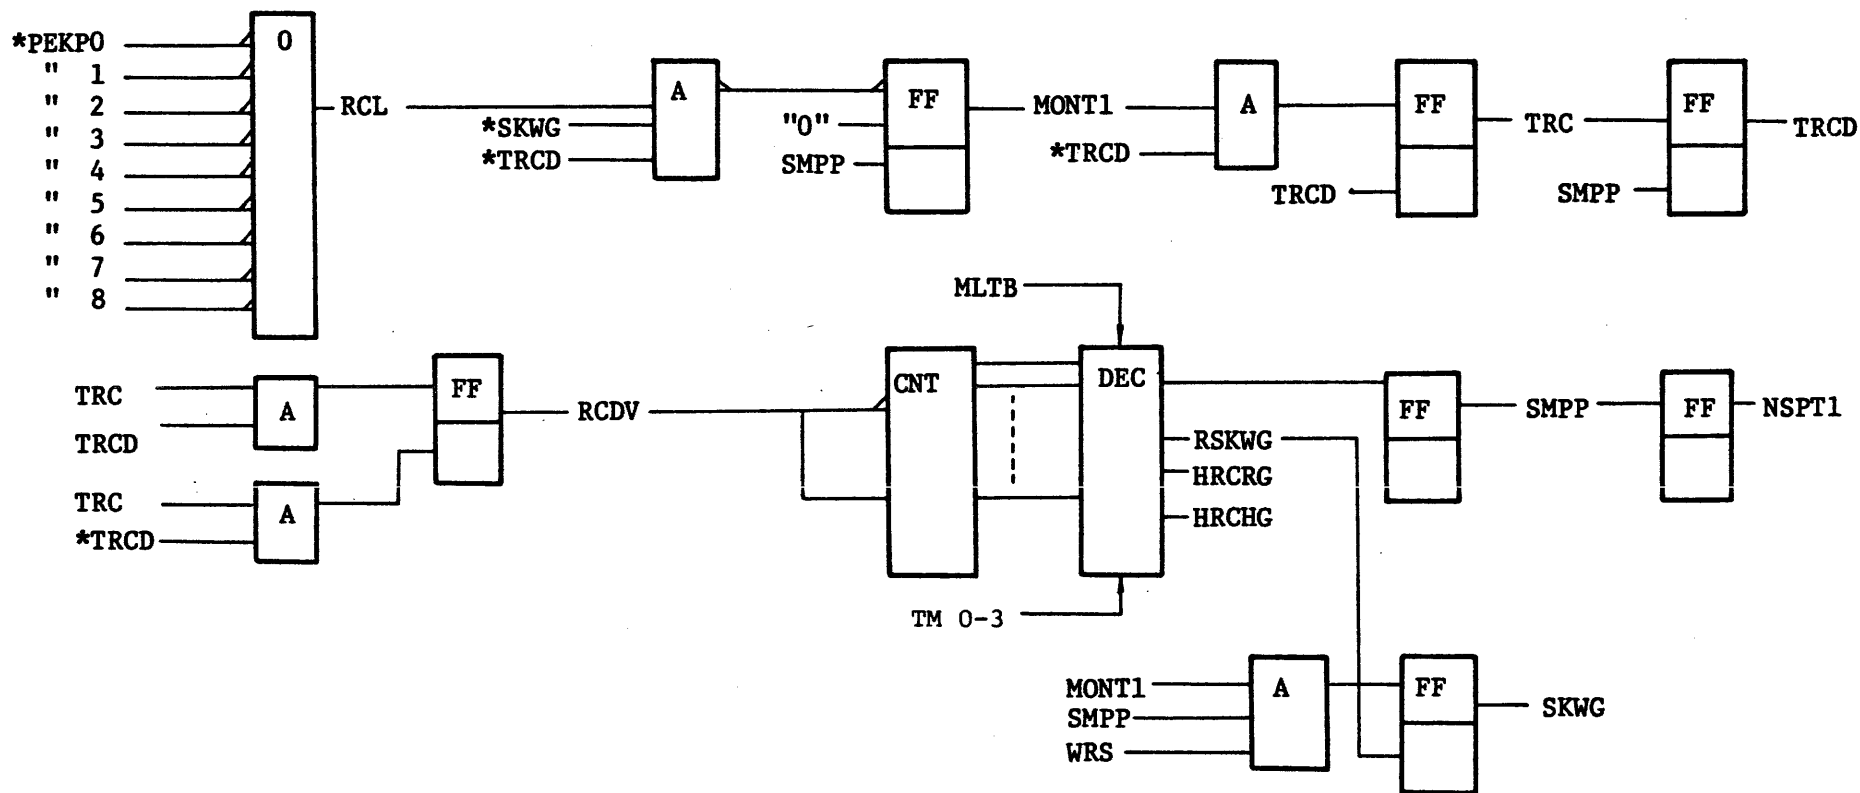 *PEKP0
" 1
" 2
" 3
" 4
" 5
" 6
" 7
" 8
O
RCL
*SKWG
*TRCD
A
"0"
SMPP
FF
MONT1
*TRCD
A
TRCD
FF
TRC
SMPP
FF
TRCD
TRC
TRCD
A
TRC
*TRCD
A
FF
RCDV
CNT
MLTB
DEC
TM 0-3
RSKWG
HRCRG
HRCHG
FF
SMPP
FF
NSPT1
MONT1
SMPP
WRS
A
FF
SKWG